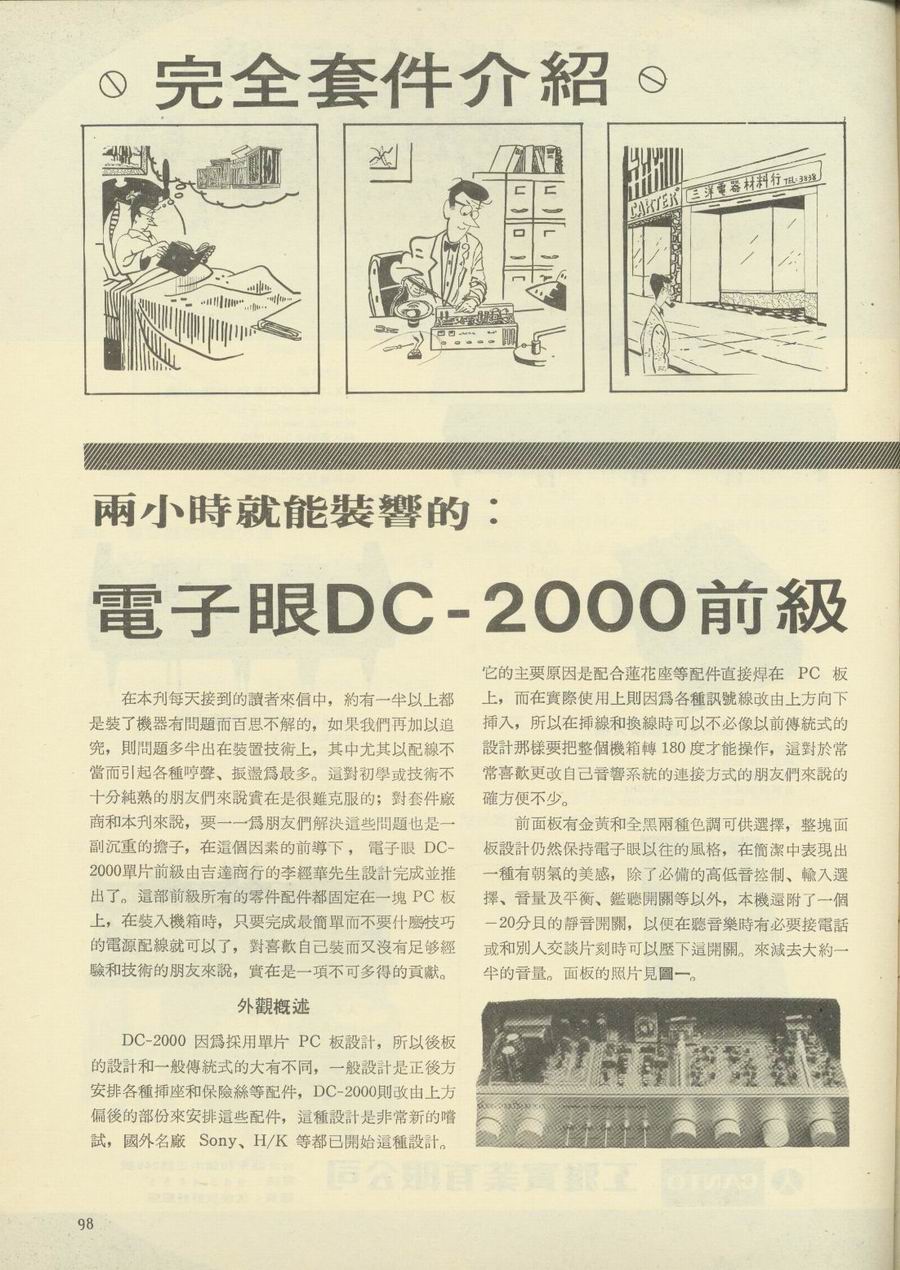 完全套件介紹
CANTER
三洋電器材料行 TEL-3838
兩小時就能裝響的：
電子眼DC-2000前級
在本刊每天接到的讀者來信中，約有一半以上都
是裝了機器有問題而百思不解的，如果我們再加以追
究，則問題多半出在裝置技術上，其中尤其以配線不
當而引起各種哼聲、振盪爲最多。這對初學或技術不
十分純熟的朋友們來說實在是很難克服的；對套件廠
商和本刊來說，要一一爲朋友們解決這些問題也是一
副沉重的擔子，在這個因素的前導下，電子眼 DC-
2000單片前級由吉達商行的李經華先生設計完成並推
出了。這部前級所有的零件配件都固定在一塊 PC 板
上，在裝入機箱時，只要完成最簡單而不要什麼技巧
的電源配線就可以了，對喜歡自己裝而又沒有足够經
驗和技術的朋友來說，實在是一項不可多得的貢獻。
外觀概述
DC-2000 因爲採用單片 PC 板設計，所以後板
的設計和一般傳統式的大有不同，一般設計是正後方
安排各種插座和保險絲等配件，DC-2000則改由上方
偏後的部份來安排這些配件，這種設計是非常新的嚐
試，國外名廠 Sony、H/K 等都已開始這種設計。
它的主要原因是配合蓮花座等配件直接焊在 PC 板
上，而在實際使用上則因爲各種訊號線改由上方向下
插入，所以在插線和換線時可以不必像以前傳統式的
設計那樣要把整個機箱轉 180 度才能操作，這對於常
常喜歡更改自己音響系統的連接方式的朋友們來說的
確方便不少。
前面板有金黃和全黑兩種色調可供選擇，整塊面
板設計仍然保持電子眼以往的風格，在簡潔中表現出
一種有朝氣的美感，除了必備的高低音控制、輸入選
擇、音量及平衡、鑑聽開關等以外，本機還附了一個
－20分貝的靜音開關，以便在聽音樂時有必要接電話
或和別人交談片刻時可以壓下這開關。來減去大約一
半的音量。面板的照片見圖一。
98